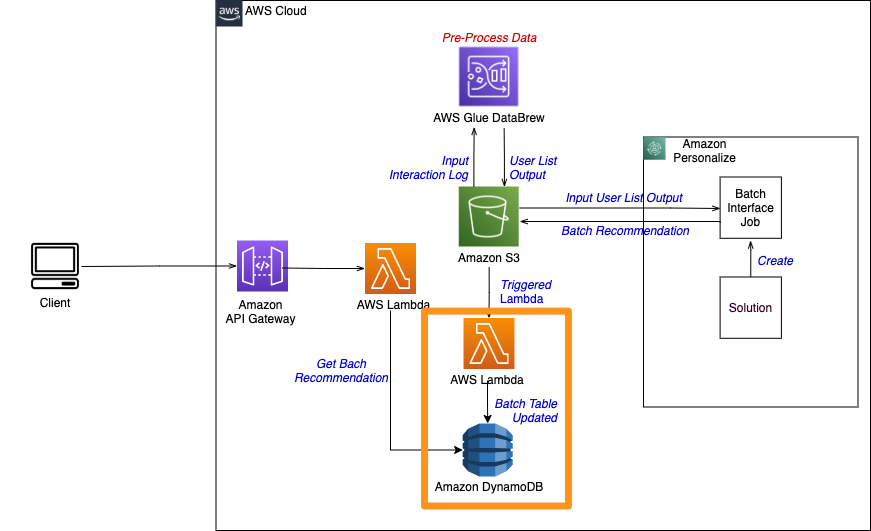 aws
AWS Cloud
Pre-Process Data
AWS Glue DataBrew
Input
Interaction Log
User List
Output
Amazon
Personalize
Input User List Output
Batch Recommendation
Batch
Interface
Job
Create
Solution
Amazon S3
Client
Amazon
API Gateway
AWS Lambda
Triggered
Lambda
Get Bach
Recommendation
AWS Lambda
Batch Table
Updated
Amazon DynamoDB